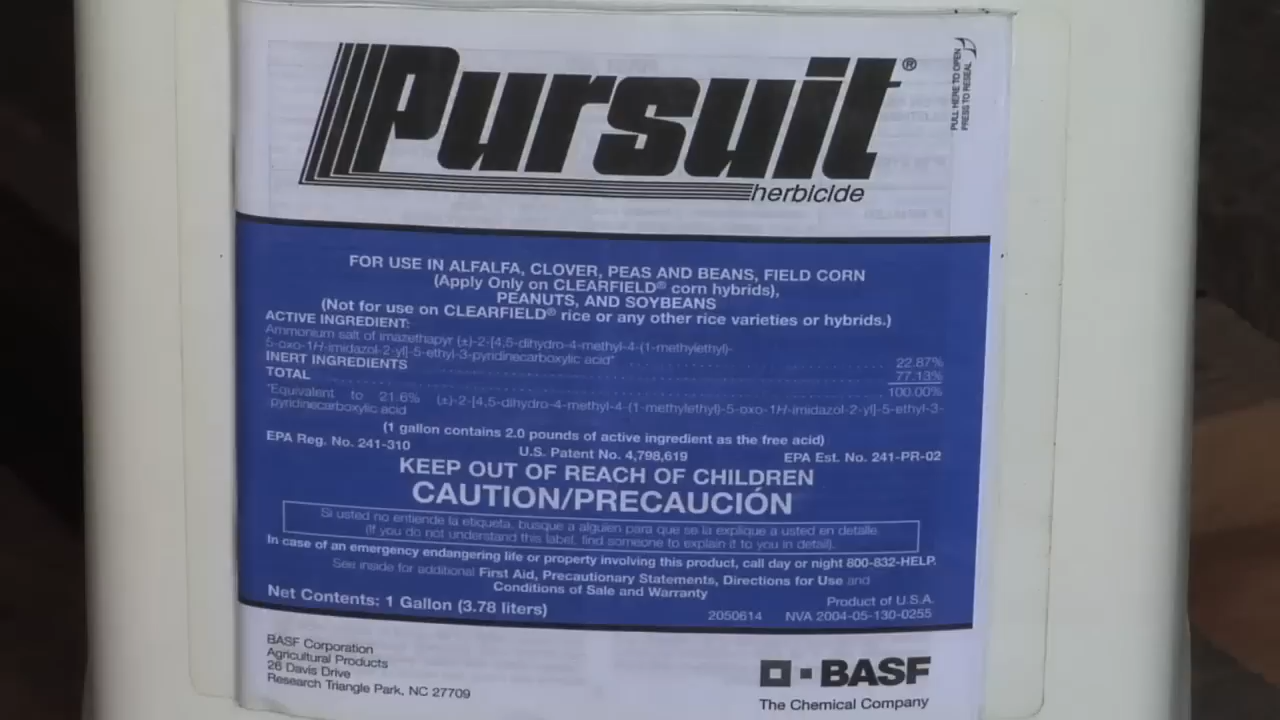 Pursuit®
herbicide
PULL HERE TO OPEN
PRESS TO RESEAL
FOR USE IN ALFALFA, CLOVER, PEAS AND BEANS, FIELD CORN
(Apply Only on CLEARFIELD® corn hybrids),
PEANUTS, AND SOYBEANS
(Not for use on CLEARFIELD® rice or any other rice varieties or hybrids.)
ACTIVE INGREDIENT:
Ammonium salt of imazethapyr (±)-2-[4,5-dihydro-4-methyl-4-(1-methylethyl)-
5-oxo-1H-imidazol-2-yl]-5-ethyl-3-pyridinecarboxylic acid* 22.87%
INERT INGREDIENTS 77.13%
TOTAL 100.00%
*Equivalent to 21.6% (±)-2-[4,5-dihydro-4-methyl-4-(1-methylethyl)-5-oxo-1H-imidazol-2-yl]-5-ethyl-3-
pyridinecarboxylic acid
(1 gallon contains 2.0 pounds of active ingredient as the free acid)
EPA Reg. No. 241-310 U.S. Patent No. 4,798,619 EPA Est. No. 241-PR-02
KEEP OUT OF REACH OF CHILDREN
CAUTION/PRECAUCIÓN
Si usted no entiende la etiqueta, busque a alguien para que se la explique a usted en detalle.
(If you do not understand this label, find someone to explain it to you in detail).
In case of an emergency endangering life or property involving this product, call day or night 800-832-HELP.
See inside for additional First Aid, Precautionary Statements, Directions for Use and
Conditions of Sale and Warranty
Net Contents: 1 Gallon (3.78 liters)
Product of U.S.A.
2050614 NVA 2004-05-130-0255
BASF Corporation
Agricultural Products
26 Davis Drive
Research Triangle Park, NC 27709
BASF
The Chemical Company